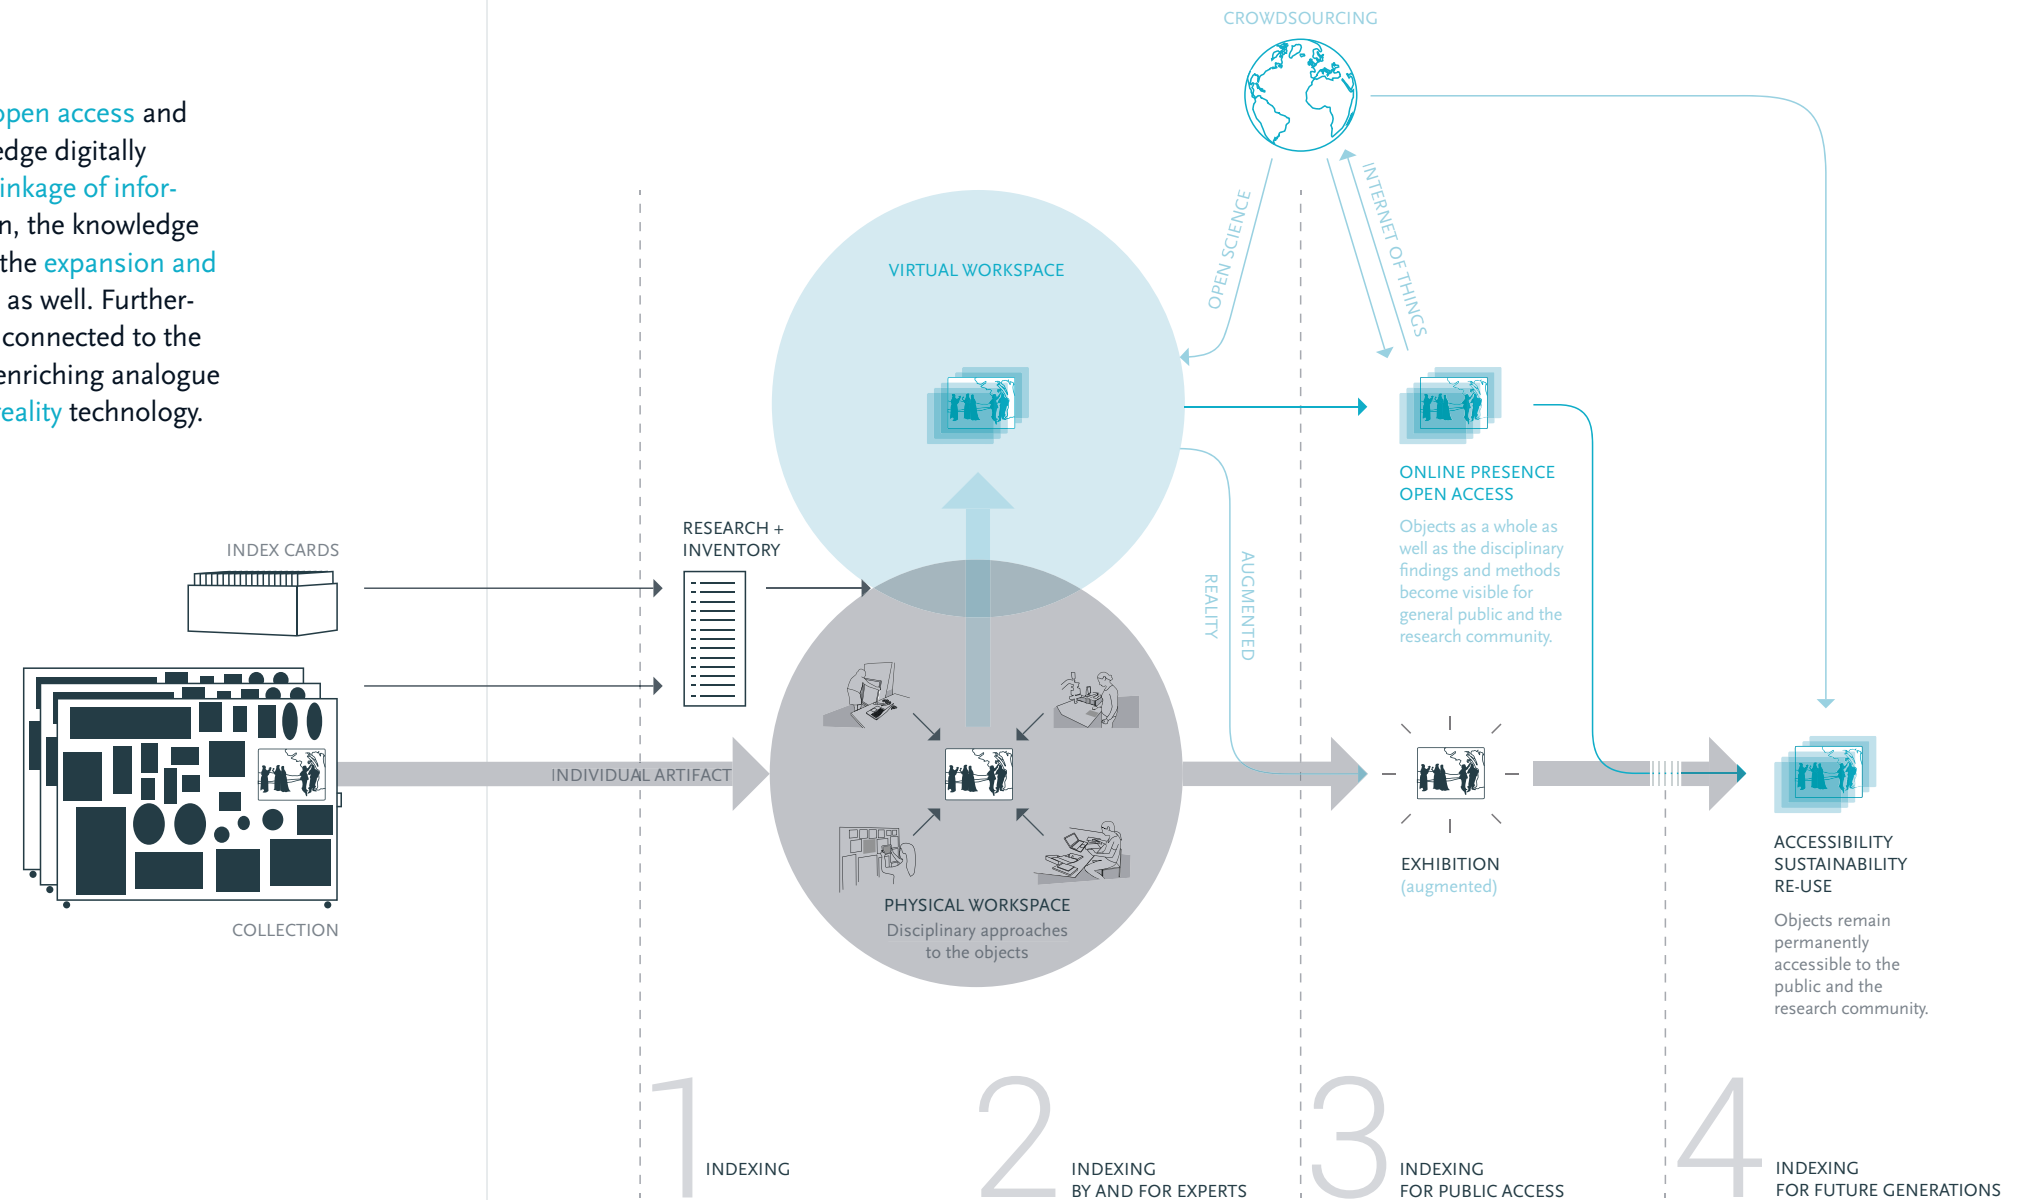 open access and
edge digitally
inkage of infor-
n, the knowledge
the expansion and
as well. Further-
connected to the
enriching analogue
reality technology.
CROWDSOURCING
OPEN SCIENCE
INTERNET OF THINGS
VIRTUAL WORKSPACE
ONLINE PRESENCE
OPEN ACCESS
Objects as a whole as
well as the disciplinary
findings and methods
become visible for
general public and the
research community.
AUGMENTED
REALITY
INDEX CARDS
RESEARCH +
INVENTORY
INDIVIDUAL ARTIFACT
COLLECTION
PHYSICAL WORKSPACE
Disciplinary approaches
to the objects
EXHIBITION
(augmented)
ACCESSIBILITY
SUSTAINABILITY
RE-USE
Objects remain
permanently
accessible to the
public and the
research community.
1
INDEXING
2
INDEXING
BY AND FOR EXPERTS
3
INDEXING
FOR PUBLIC ACCESS
4
INDEXING
FOR FUTURE GENERATIONS